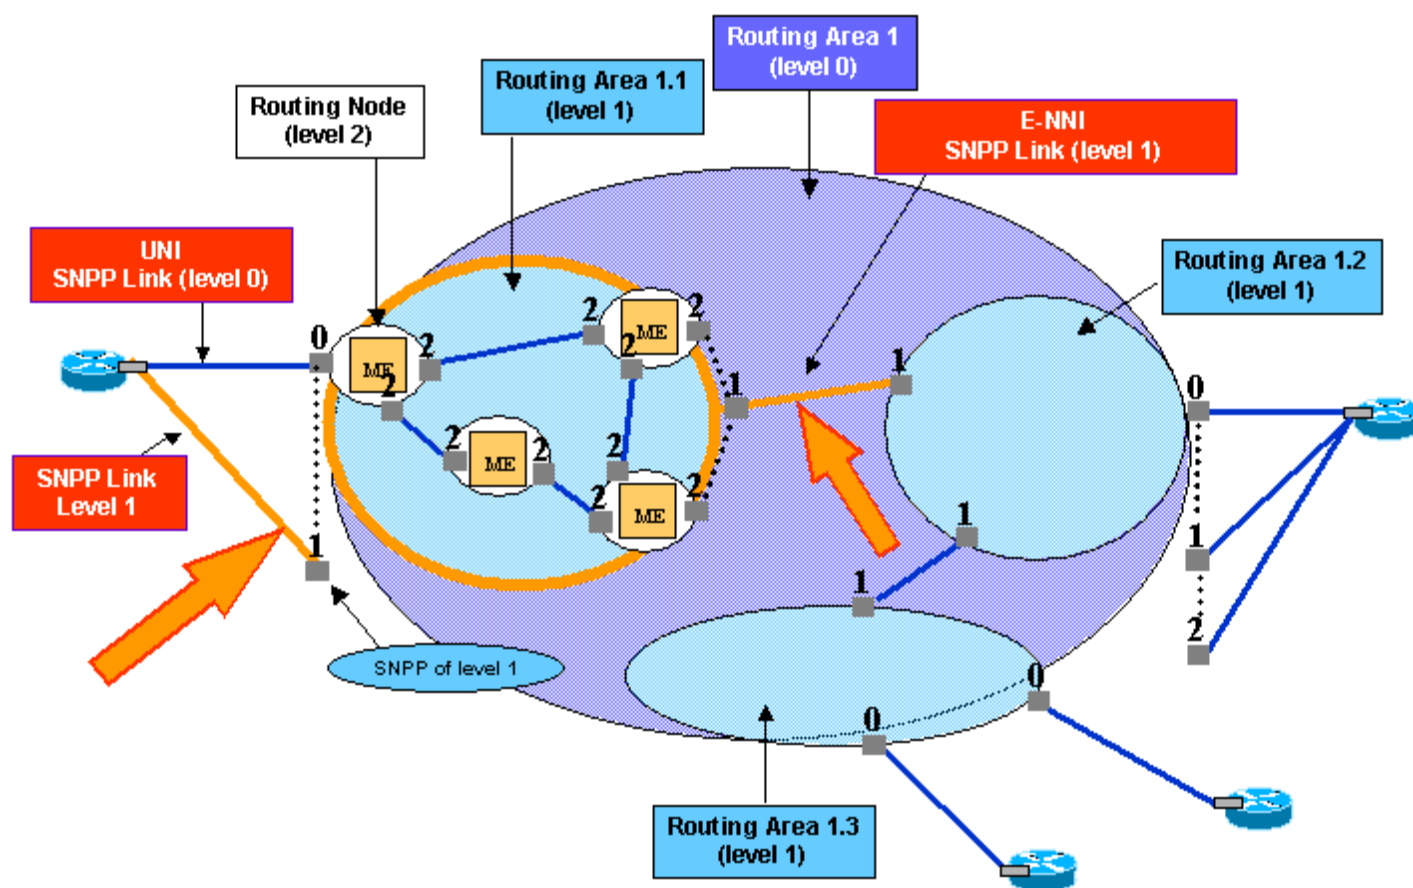 Routing Area 1
(level 0)
Routing Area 1.1
(level 1)
Routing Node
(level 2)
E-NNI
SNPP Link (level 1)
UNI
SNPP Link (level 0)
Routing Area 1.2
(level 1)
2
2
ME
0
2
2
ME
2
1
1
0
2
2
2
ME
2
2
2
ME
SNPP Link
Level 1
1
1
1
1
2
SNPP of level 1
0
0
Routing Area 1.3
(level 1)